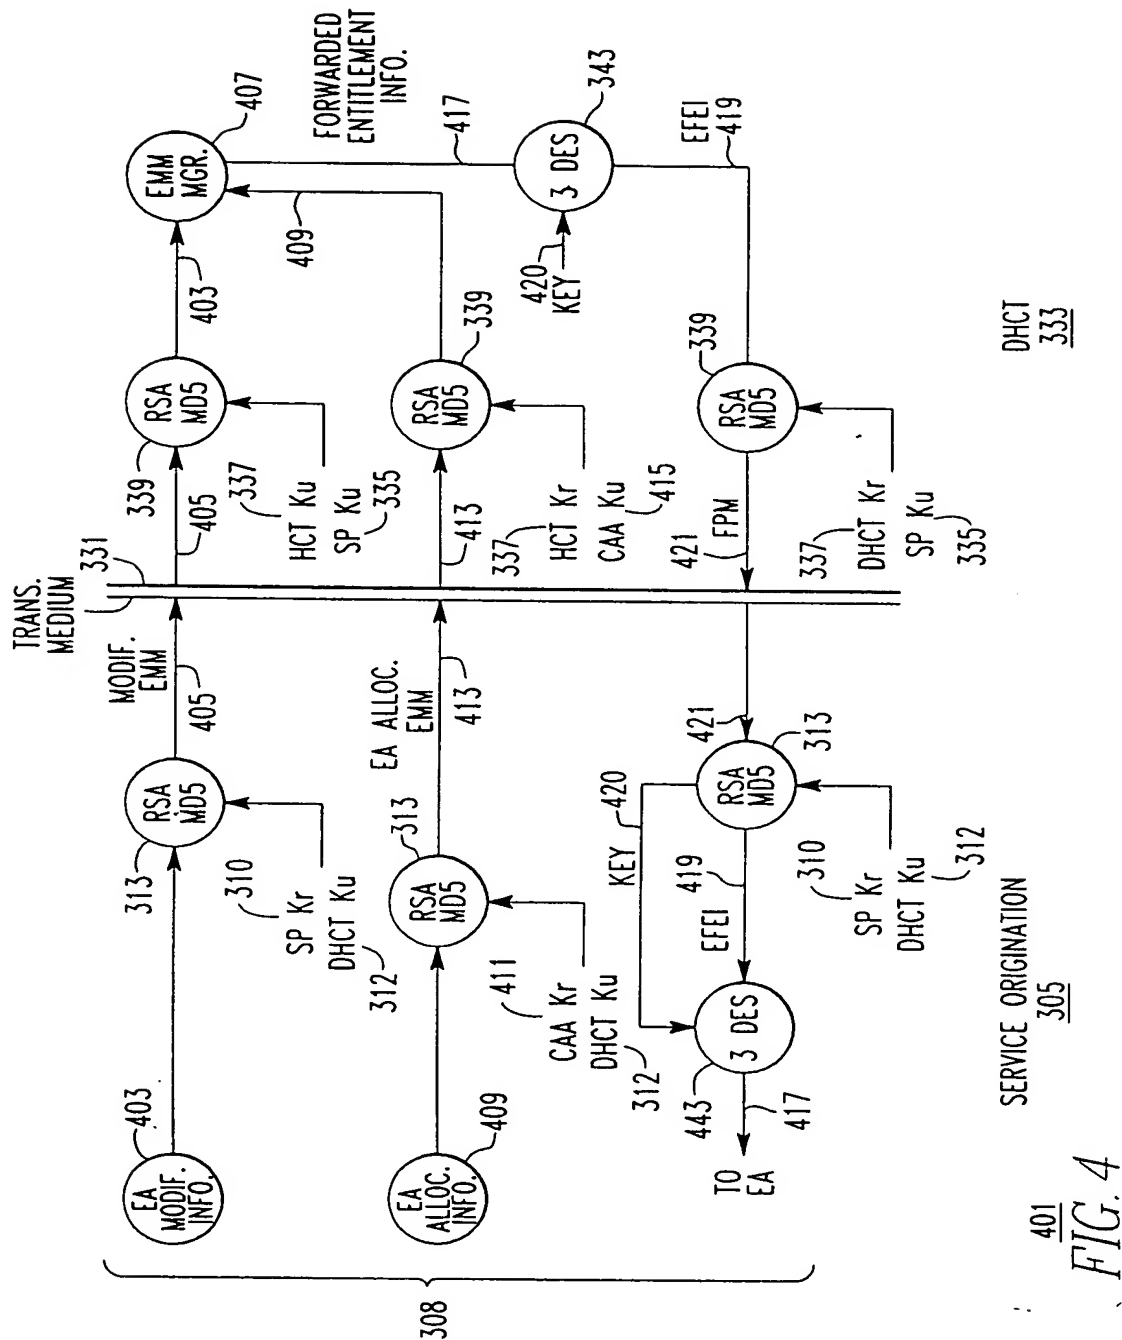 308
EA
MODIF.
INFO.
403
313
RSA
MD5
310
SP Kr
DHCT Ku
312
MODIF.
EMM
405
TRANS.
MEDIUM
331
405
339
RSA
MD5
337
HCT Ku
SP Ku
335
403
EMM
MGR.
407
EA
ALLOC.
INFO.
409
313
RSA
MD5
411
CAA Kr
DHCT Ku
312
EA ALLOC.
EMM
413
413
RSA
MD5
339
337
HCT Kr
CAA Ku
415
409
FORWARDED
ENTITLEMENT
INFO.
417
3 DES
343
420
KEY
EFEI
419
RSA
MD5
339
337
DHCT Kr
SP Ku
335
FPM
421
421
RSA
MD5
313
310
SP Kr
DHCT Ku
312
KEY
420
EFEI
419
3 DES
443
417
TO
EA
SERVICE ORIGINATION
305
DHCT
333
401
FIG. 4